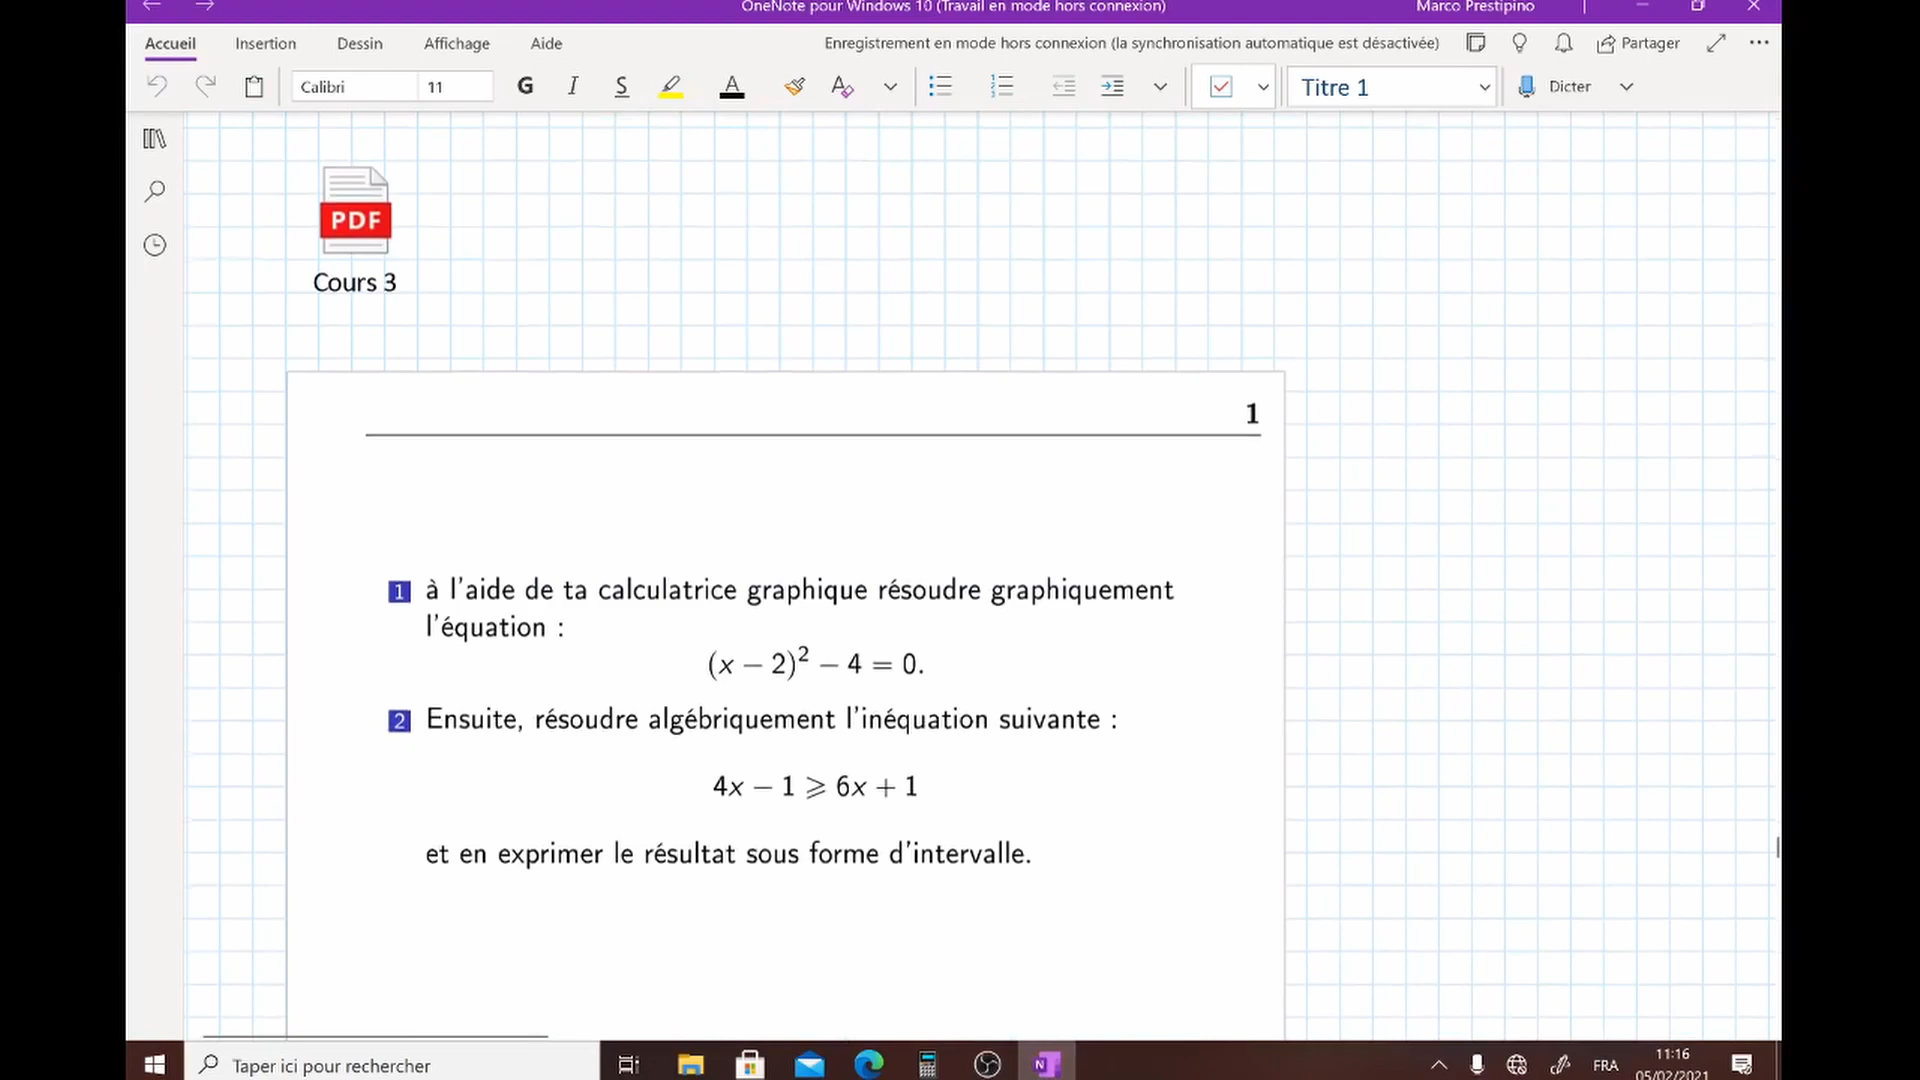 OneNote pour Windows 10 (Travail en mode hors connexion)
Marco Prestipino
Accueil Insertion Dessin Affichage Aide
Enregistrement en mode hors connexion (la synchronisation automatique est désactivée)
Partager
Calibri 11 G I S A A Titre 1 Dicter
PDF
Cours 3
1
1 à l'aide de ta calculatrice graphique résoudre graphiquement
l'équation :
(x − 2)² − 4 = 0.
2 Ensuite, résoudre algébriquement l'inéquation suivante :
4x − 1 ⩾ 6x + 1
et en exprimer le résultat sous forme d'intervalle.
Taper ici pour rechercher
N
FRA
11:16
05/02/2021